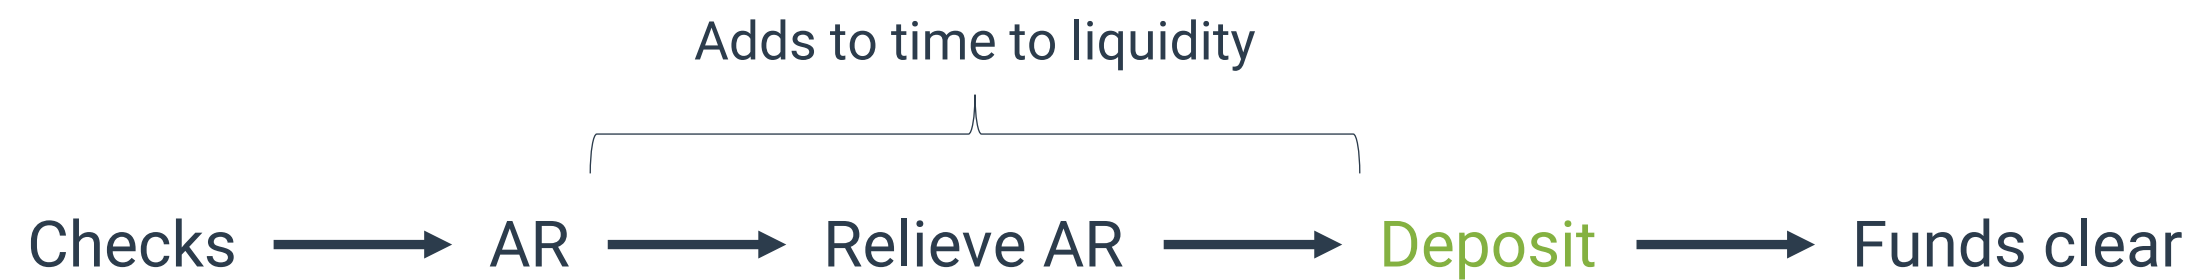 Adds to time to liquidity
Checks AR Relieve AR Deposit Funds clear